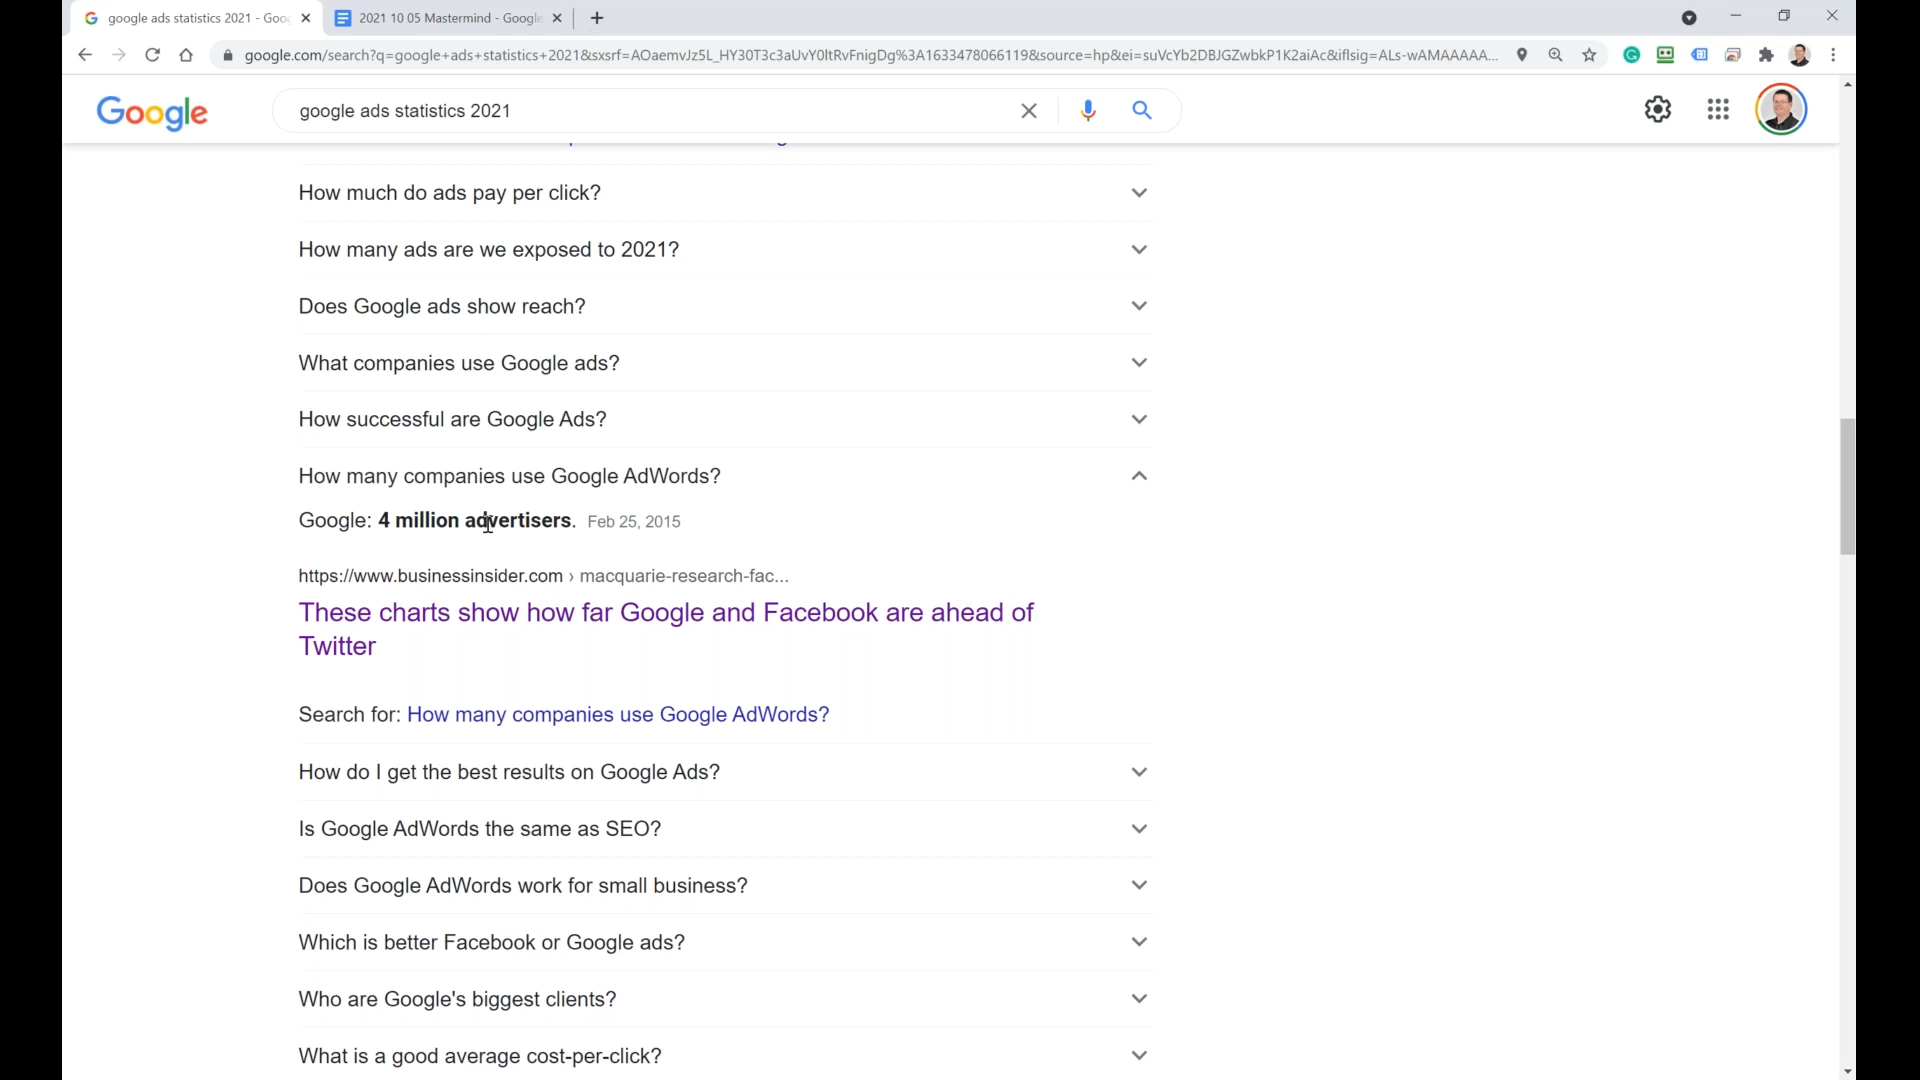 google ads statistics 2021 - Goo
2021 10 05 Mastermind - Google
google.com/search?q=google+ads+statistics+2021&sxsrf=AOaemvJz5L_HY30T3c3aUvY0ltRvFnigDg%3A1633478066119&source=hp&ei=suVcYb2DBJGZwbkP1K2aiAc&iflsig=ALs-wAMAAAAA...
Google
google ads statistics 2021
How much do ads pay per click?
How many ads are we exposed to 2021?
Does Google ads show reach?
What companies use Google ads?
How successful are Google Ads?
How many companies use Google AdWords?
Google: 4 million advertisers. Feb 25, 2015
https://www.businessinsider.com › macquarie-research-fac...
These charts show how far Google and Facebook are ahead of
Twitter
Search for: How many companies use Google AdWords?
How do I get the best results on Google Ads?
Is Google AdWords the same as SEO?
Does Google AdWords work for small business?
Which is better Facebook or Google ads?
Who are Google's biggest clients?
What is a good average cost-per-click?